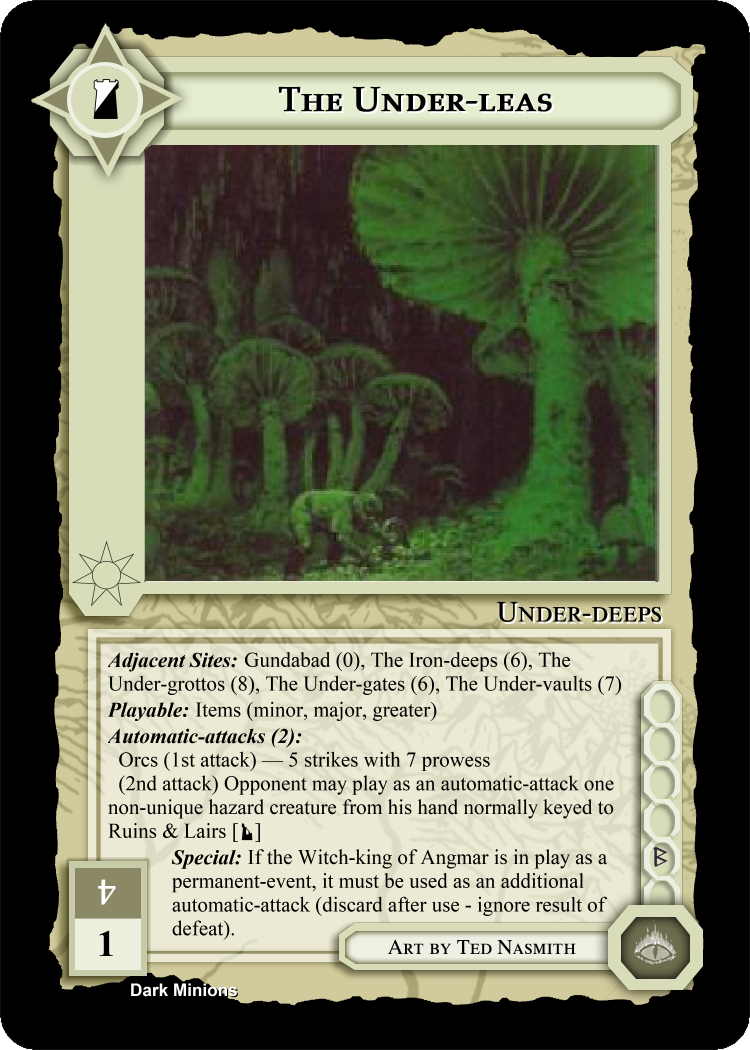 The Under-leas
Under-deeps
Adjacent Sites: Gundabad (0), The Iron-deeps (6), The
Under-grottos (8), The Under-gates (6), The Under-vaults (7)
Playable: Items (minor, major, greater)
Automatic-attacks (2):
Orcs (1st attack) — 5 strikes with 7 prowess
(2nd attack) Opponent may play as an automatic-attack one
non-unique hazard creature from his hand normally keyed to
Ruins & Lairs [ ]
Special: If the Witch-king of Angmar is in play as a
permanent-event, it must be used as an additional
automatic-attack (discard after use - ignore result of
defeat).
4
1
Art by Ted Nasmith
Dark Minions